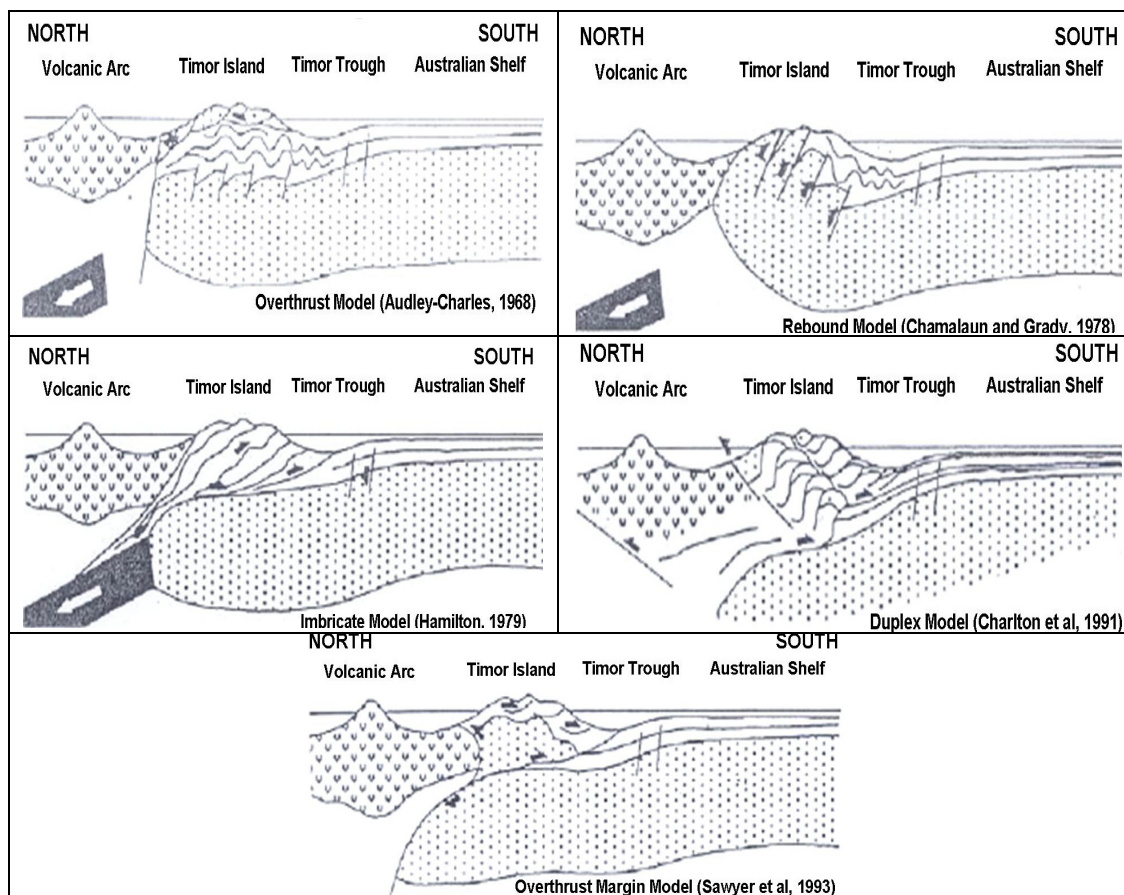 NORTH SOUTH
Volcanic Arc Timor Island Timor Trough Australian Shelf
Overthrust Model (Audley-Charles, 1968)
NORTH SOUTH
Volcanic Arc Timor Island Timor Trough Australian Shelf
Rebound Model (Chamalaun and Grady, 1978)
NORTH SOUTH
Volcanic Arc Timor Island Timor Trough Australian Shelf
Imbricate Model (Hamilton, 1979)
NORTH SOUTH
Volcanic Arc Timor Island Timor Trough Australian Shelf
Duplex Model (Charlton et al, 1991)
NORTH SOUTH
Volcanic Arc Timor Island Timor Trough Australian Shelf
Overthrust Margin Model (Sawyer et al, 1993)